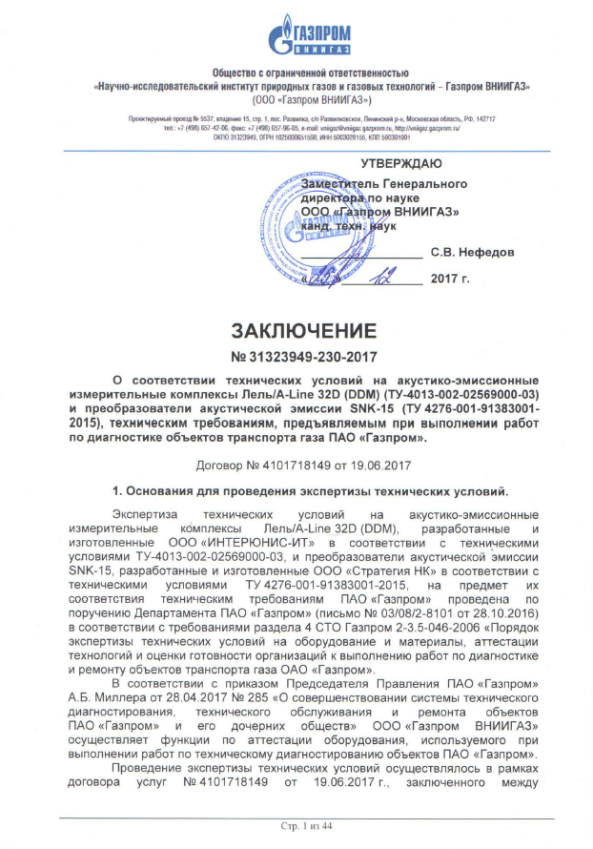 ГАЗПРОМ
ВНИИГАЗ
Общество с ограниченной ответственностью
«Научно-исследовательский институт природных газов и газовых технологий – Газпром ВНИИГАЗ»
(ООО «Газпром ВНИИГАЗ»)
Проектируемый проезд № 5537, владение 15, стр. 1, пос. Развилка, с/п Развилковское, Ленинский р-н, Московская область, РФ, 142717
тел.: +7 (498) 657-42-06, факс: +7 (498) 657-96-05, e-mail: vniigaz@vniigaz.gazprom.ru, http://vniigaz.gazprom.ru/
ОКПО 31323949, ОГРН 1025000651598, ИНН 5003028155, КПП 500301001
УТВЕРЖДАЮ
Заместитель Генерального
директора по науке
ООО «Газпром ВНИИГАЗ»
канд. техн. наук
С.В. Нефедов
«25» 12 2017 г.
ЗАКЛЮЧЕНИЕ
№ 31323949-230-2017
О соответствии технических условий на акустико-эмиссионные
измерительные комплексы Лель/A-Line 32D (DDM) (ТУ-4013-002-02569000-03)
и преобразователи акустической эмиссии SNK-15 (ТУ 4276-001-91383001-
2015), техническим требованиям, предъявляемым при выполнении работ
по диагностике объектов транспорта газа ПАО «Газпром».
Договор № 4101718149 от 19.06.2017
1. Основания для проведения экспертизы технических условий.
Экспертиза технических условий на акустико-эмиссионные
измерительные комплексы Лель/A-Line 32D (DDM), разработанные и
изготовленные ООО «ИНТЕРЮНИС-ИТ» в соответствии с техническими
условиями ТУ-4013-002-02569000-03, и преобразователи акустической эмиссии
SNK-15, разработанные и изготовленные ООО «Стратегия НК» в соответствии с
техническими условиями ТУ 4276-001-91383001-2015, на предмет их
соответствия техническим требованиям ПАО «Газпром» проведена по
поручению Департамента ПАО «Газпром» (письмо № 03/08/2-8101 от 28.10.2016)
в соответствии с требованиями раздела 4 СТО Газпром 2-3.5-046-2006 «Порядок
экспертизы технических условий на оборудование и материалы, аттестации
технологий и оценки готовности организаций к выполнению работ по диагностике
и ремонту объектов транспорта газа ОАО «Газпром».
В соответствии с приказом Председателя Правления ПАО «Газпром»
А.Б. Миллера от 28.04.2017 № 285 «О совершенствовании системы технического
диагностирования, технического обслуживания и ремонта объектов
ПАО «Газпром» и его дочерних обществ» ООО «Газпром ВНИИГАЗ»
осуществляет функции по аттестации оборудования, используемого при
выполнении работ по техническому диагностированию объектов ПАО «Газпром».
Проведение экспертизы технических условий осуществлялось в рамках
договора услуг № 4101718149 от 19.06.2017 г., заключенного между
Стр. 1 из 44